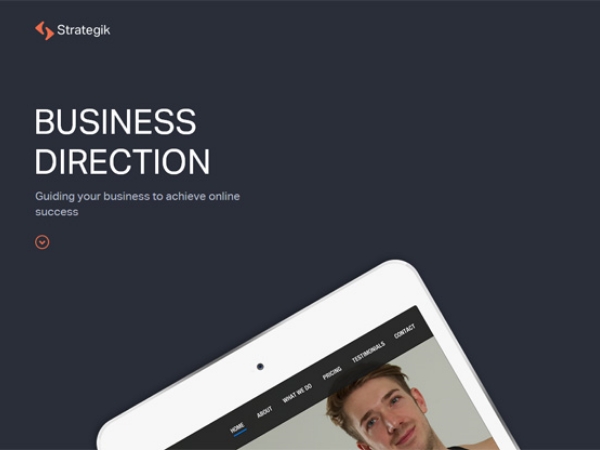 Strategik
BUSINESS
DIRECTION
Guiding your business to achieve online
success
HOME ABOUT WHAT WE DO PRICING TESTIMONIALS CONTACT